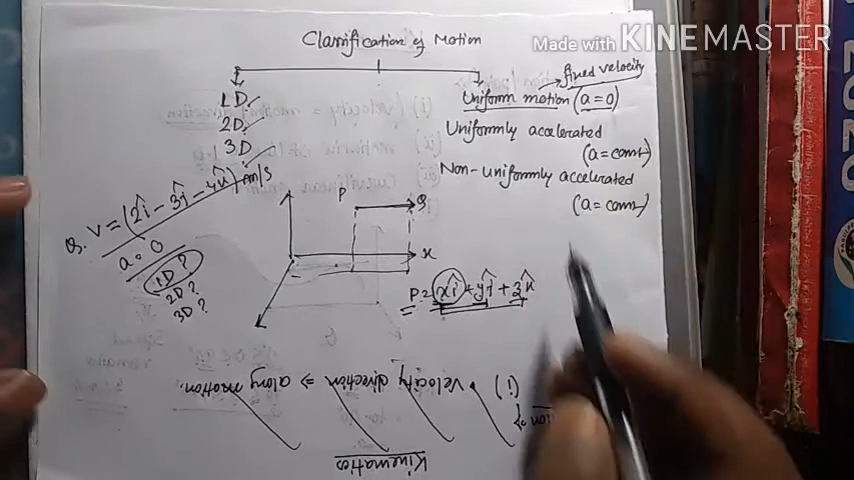 Made with KINEMASTER
Classification of Motion
1D
2D
3D
fixed velocity
Uniform motion (a = 0)
Uniformly accelerated
(a = const)
Non-uniformly accelerated
(a = const)
Q. V = (2î - 3ĵ - 4k̂) m/s
a = 0
1D ?
2D ?
3D ?
P
Q
x
P = xî + yĵ + zk̂
(i)
Velocity direction ⇒ along motion.
Kinematics